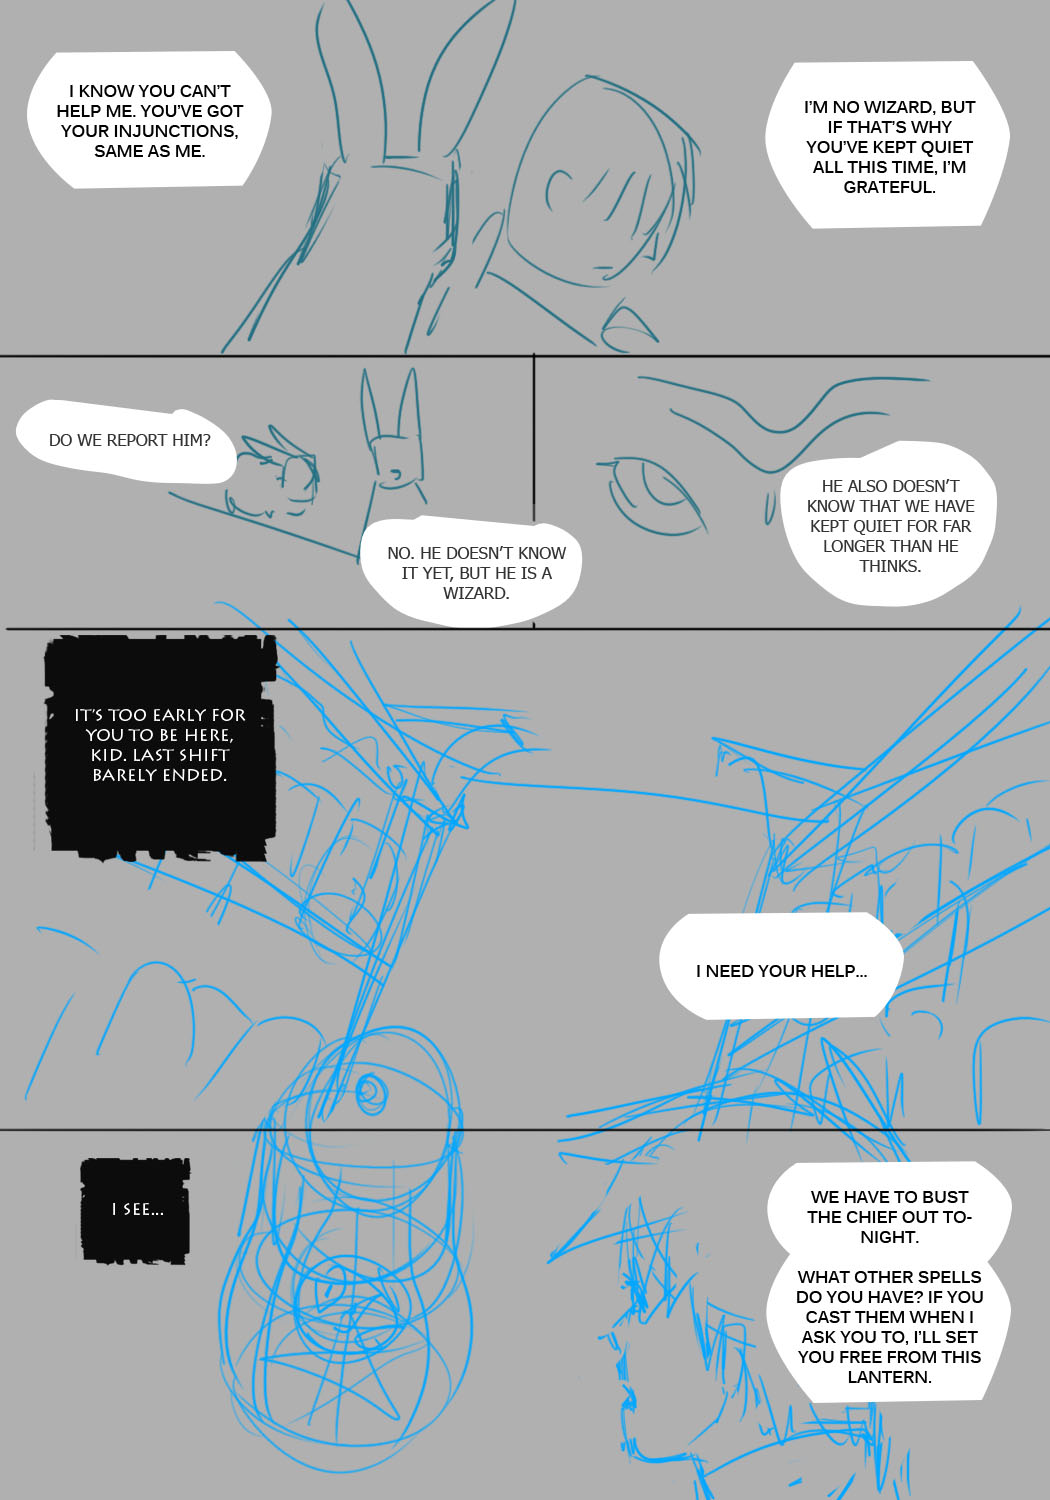 I KNOW YOU CAN'T
HELP ME. YOU'VE GOT
YOUR INJUNCTIONS,
SAME AS ME.
I'M NO WIZARD, BUT
IF THAT'S WHY
YOU'VE KEPT QUIET
ALL THIS TIME, I'M
GRATEFUL.
DO WE REPORT HIM?
NO. HE DOESN'T KNOW
IT YET, BUT HE IS A
WIZARD.
HE ALSO DOESN'T
KNOW THAT WE HAVE
KEPT QUIET FOR FAR
LONGER THAN HE
THINKS.
IT'S TOO EARLY FOR
YOU TO BE HERE,
KID. LAST SHIFT
BARELY ENDED.
I NEED YOUR HELP...
I SEE...
WE HAVE TO BUST
THE CHIEF OUT TO-
NIGHT.
WHAT OTHER SPELLS
DO YOU HAVE? IF YOU
CAST THEM WHEN I
ASK YOU TO, I'LL SET
YOU FREE FROM THIS
LANTERN.